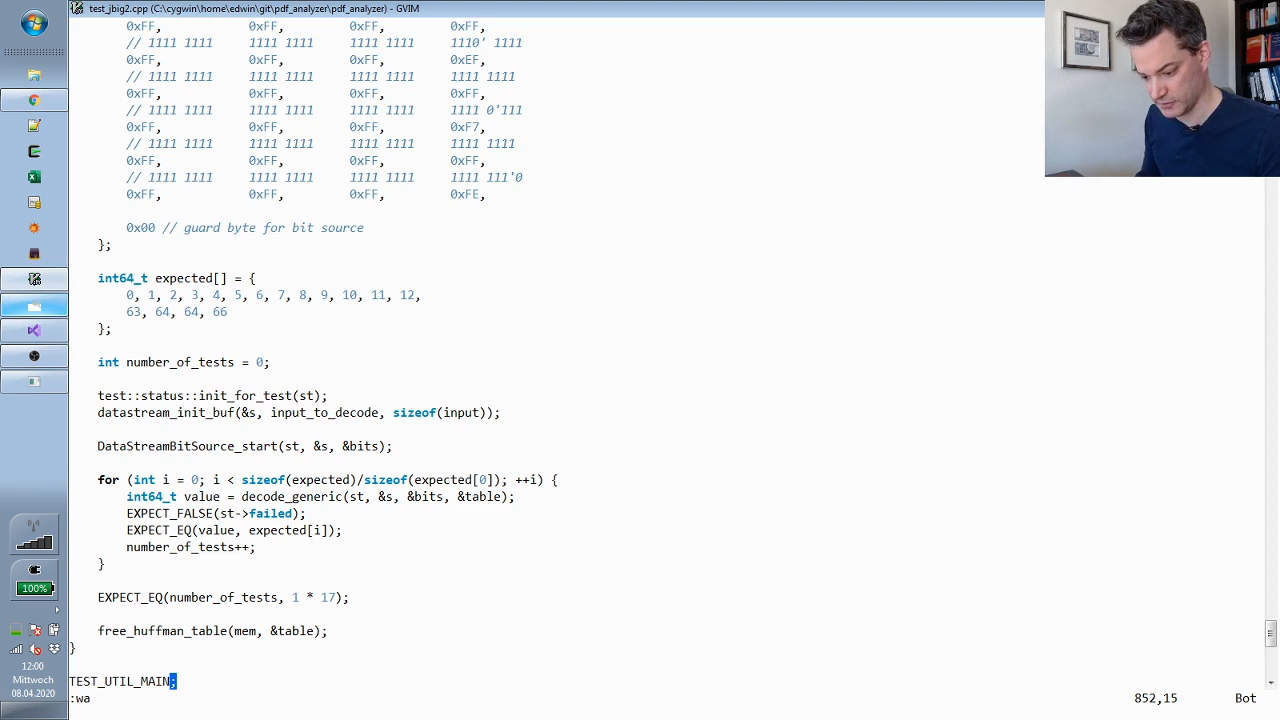 test_jbig2.cpp (C:\cygwin\home\edwin\git\pdf_analyzer\pdf_analyzer) - GVIM
0xFF, 0xFF, 0xFF, 0xFF,
// 1111 1111 1111 1111 1111 1111 1110' 1111
0xFF, 0xFF, 0xFF, 0xEF,
// 1111 1111 1111 1111 1111 1111 1111 1111
0xFF, 0xFF, 0xFF, 0xFF,
// 1111 1111 1111 1111 1111 1111 1111 0'111
0xFF, 0xFF, 0xFF, 0xF7,
// 1111 1111 1111 1111 1111 1111 1111 1111
0xFF, 0xFF, 0xFF, 0xFF,
// 1111 1111 1111 1111 1111 1111 1111 111'0
0xFF, 0xFF, 0xFF, 0xFE,
0x00 // guard byte for bit source
};
int64_t expected[] = {
0, 1, 2, 3, 4, 5, 6, 7, 8, 9, 10, 11, 12,
63, 64, 64, 66
};
int number_of_tests = 0;
test::status::init_for_test(st);
datastream_init_buf(&s, input_to_decode, sizeof(input));
DataStreamBitSource_start(st, &s, &bits);
for (int i = 0; i < sizeof(expected)/sizeof(expected[0]); ++i) {
int64_t value = decode_generic(st, &s, &bits, &table);
EXPECT_FALSE(st->failed);
EXPECT_EQ(value, expected[i]);
number_of_tests++;
}
EXPECT_EQ(number_of_tests, 1 * 17);
free_huffman_table(mem, &table);
}
TEST_UTIL_MAIN;
:wa 852,15 Bot
100%
12:00
Mittwoch
08.04.2020